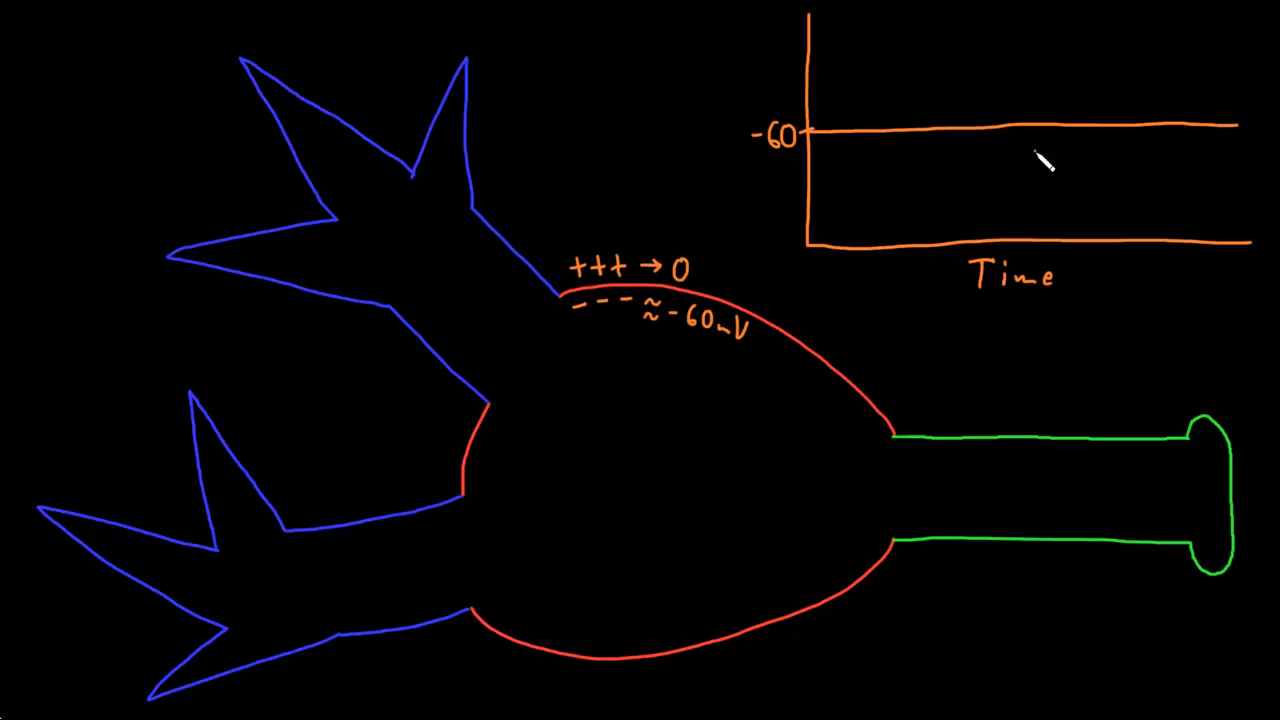 -60
Time
+++ → 0
--- ≈ -60mV